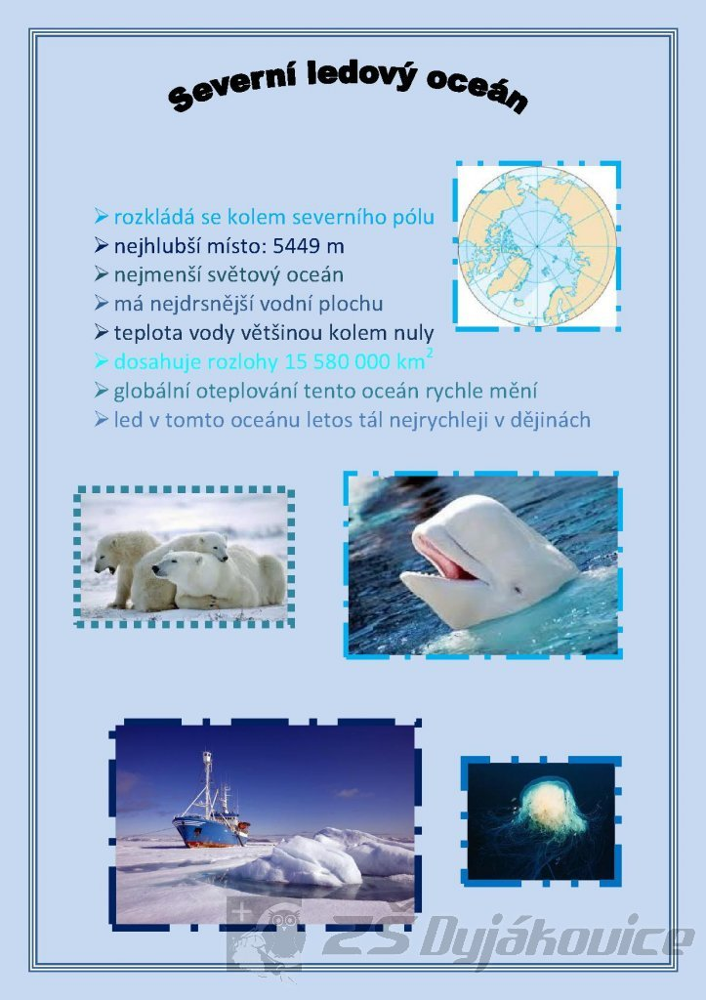 Severní ledový oceán
rozkládá se kolem severního pólu
nejhlubší místo: 5449 m
nejmenší světový oceán
má nejdrsnější vodní plochu
teplota vody většinou kolem nuly
dosahuje rozlohy 15 580 000 km²
globální oteplování tento oceán rychle mění
led v tomto oceánu letos tál nejrychleji v dějinách
ZŠ Dyjákovice